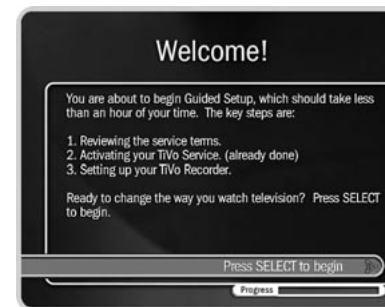 Welcome!
You are about to begin Guided Setup, which should take less
than an hour of your time. The key steps are:
1. Reviewing the service terms.
2. Activating your TiVo Service. (already done)
3. Setting up your TiVo Recorder.
Ready to change the way you watch television? Press SELECT
to begin.
Press SELECT to begin
Progress